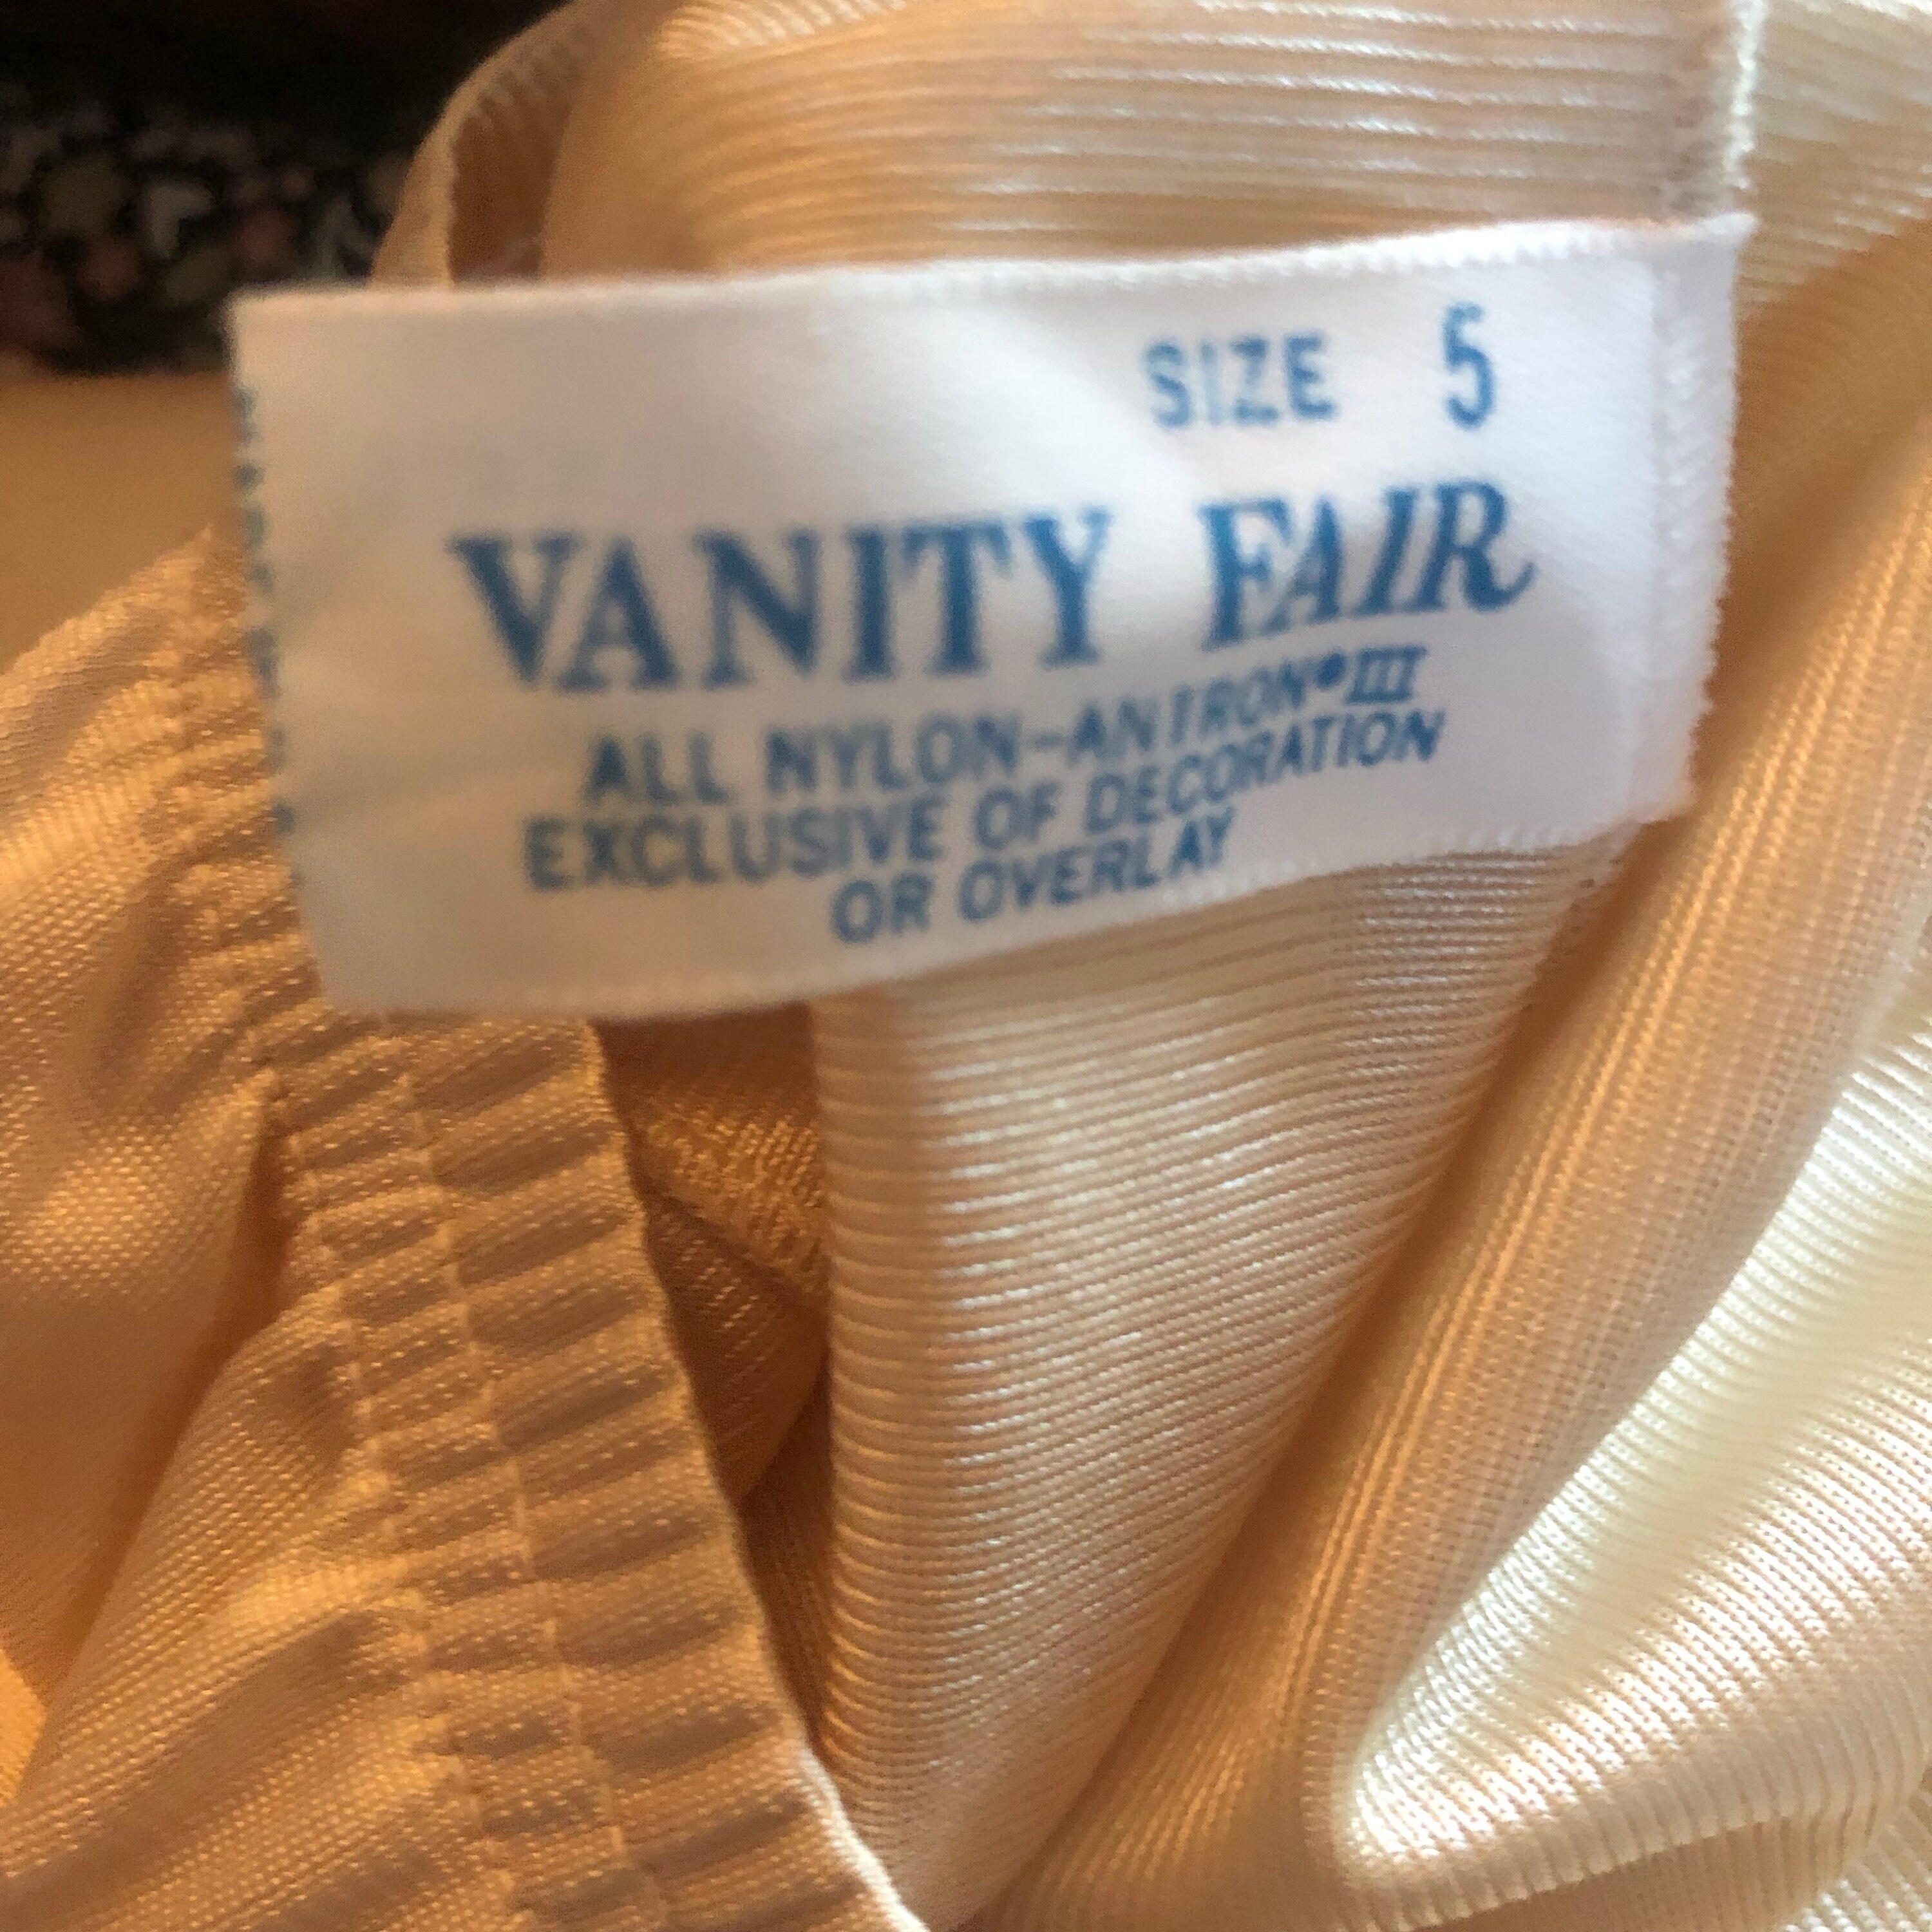 SIZE 5
VANITY FAIR
ALL NYLON-ANTRON® III
EXCLUSIVE OF DECORATION
OR OVERLAY